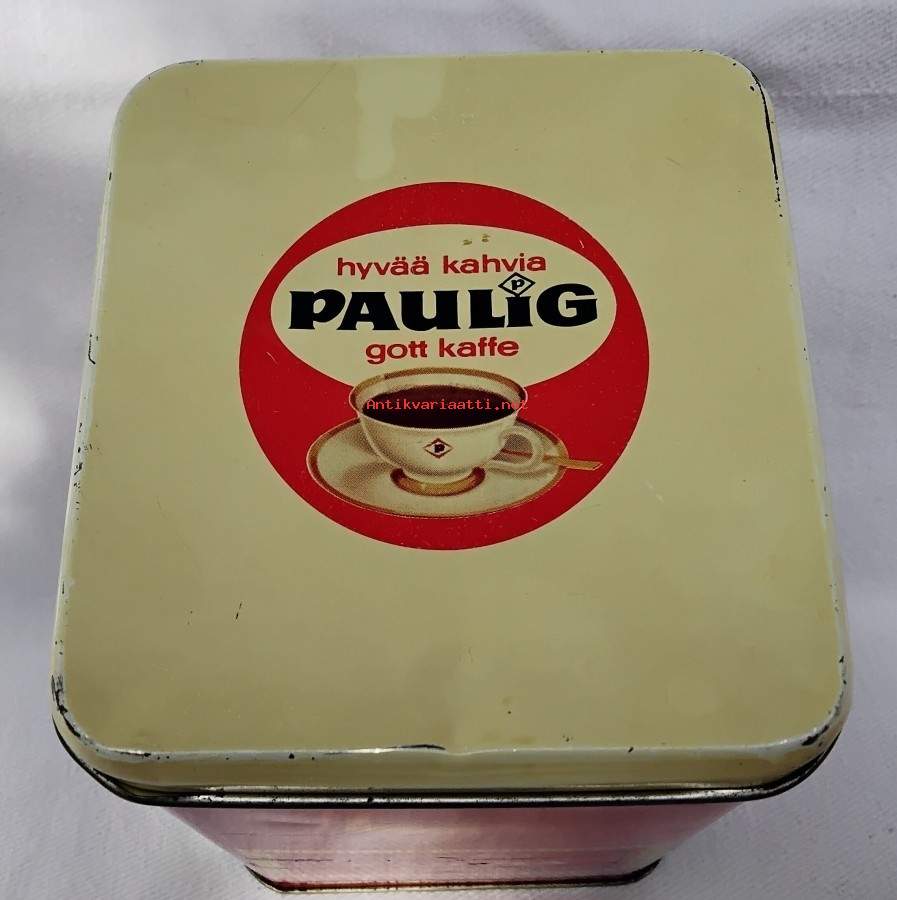 hyvää kahvia
P
PAULiG
gott kaffe
Antikvariaatti.net
P